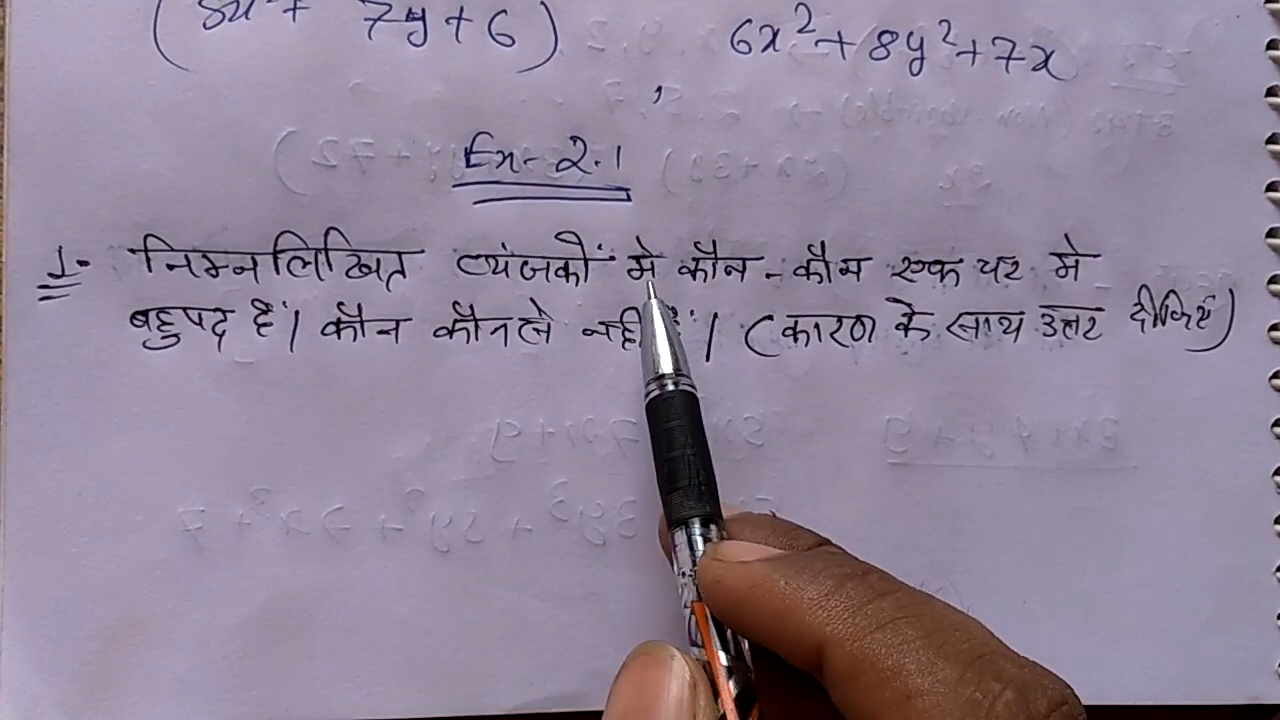 7y + 6 ) , 6x² + 8y² + 7x
Ex- 2.1
1- निम्नलिखित व्यंजकों में कौन - कौन एक चर में
बहुपद हैं। कौन कौनसे नहीं हैं। (कारण के साथ उत्तर दीजिए)